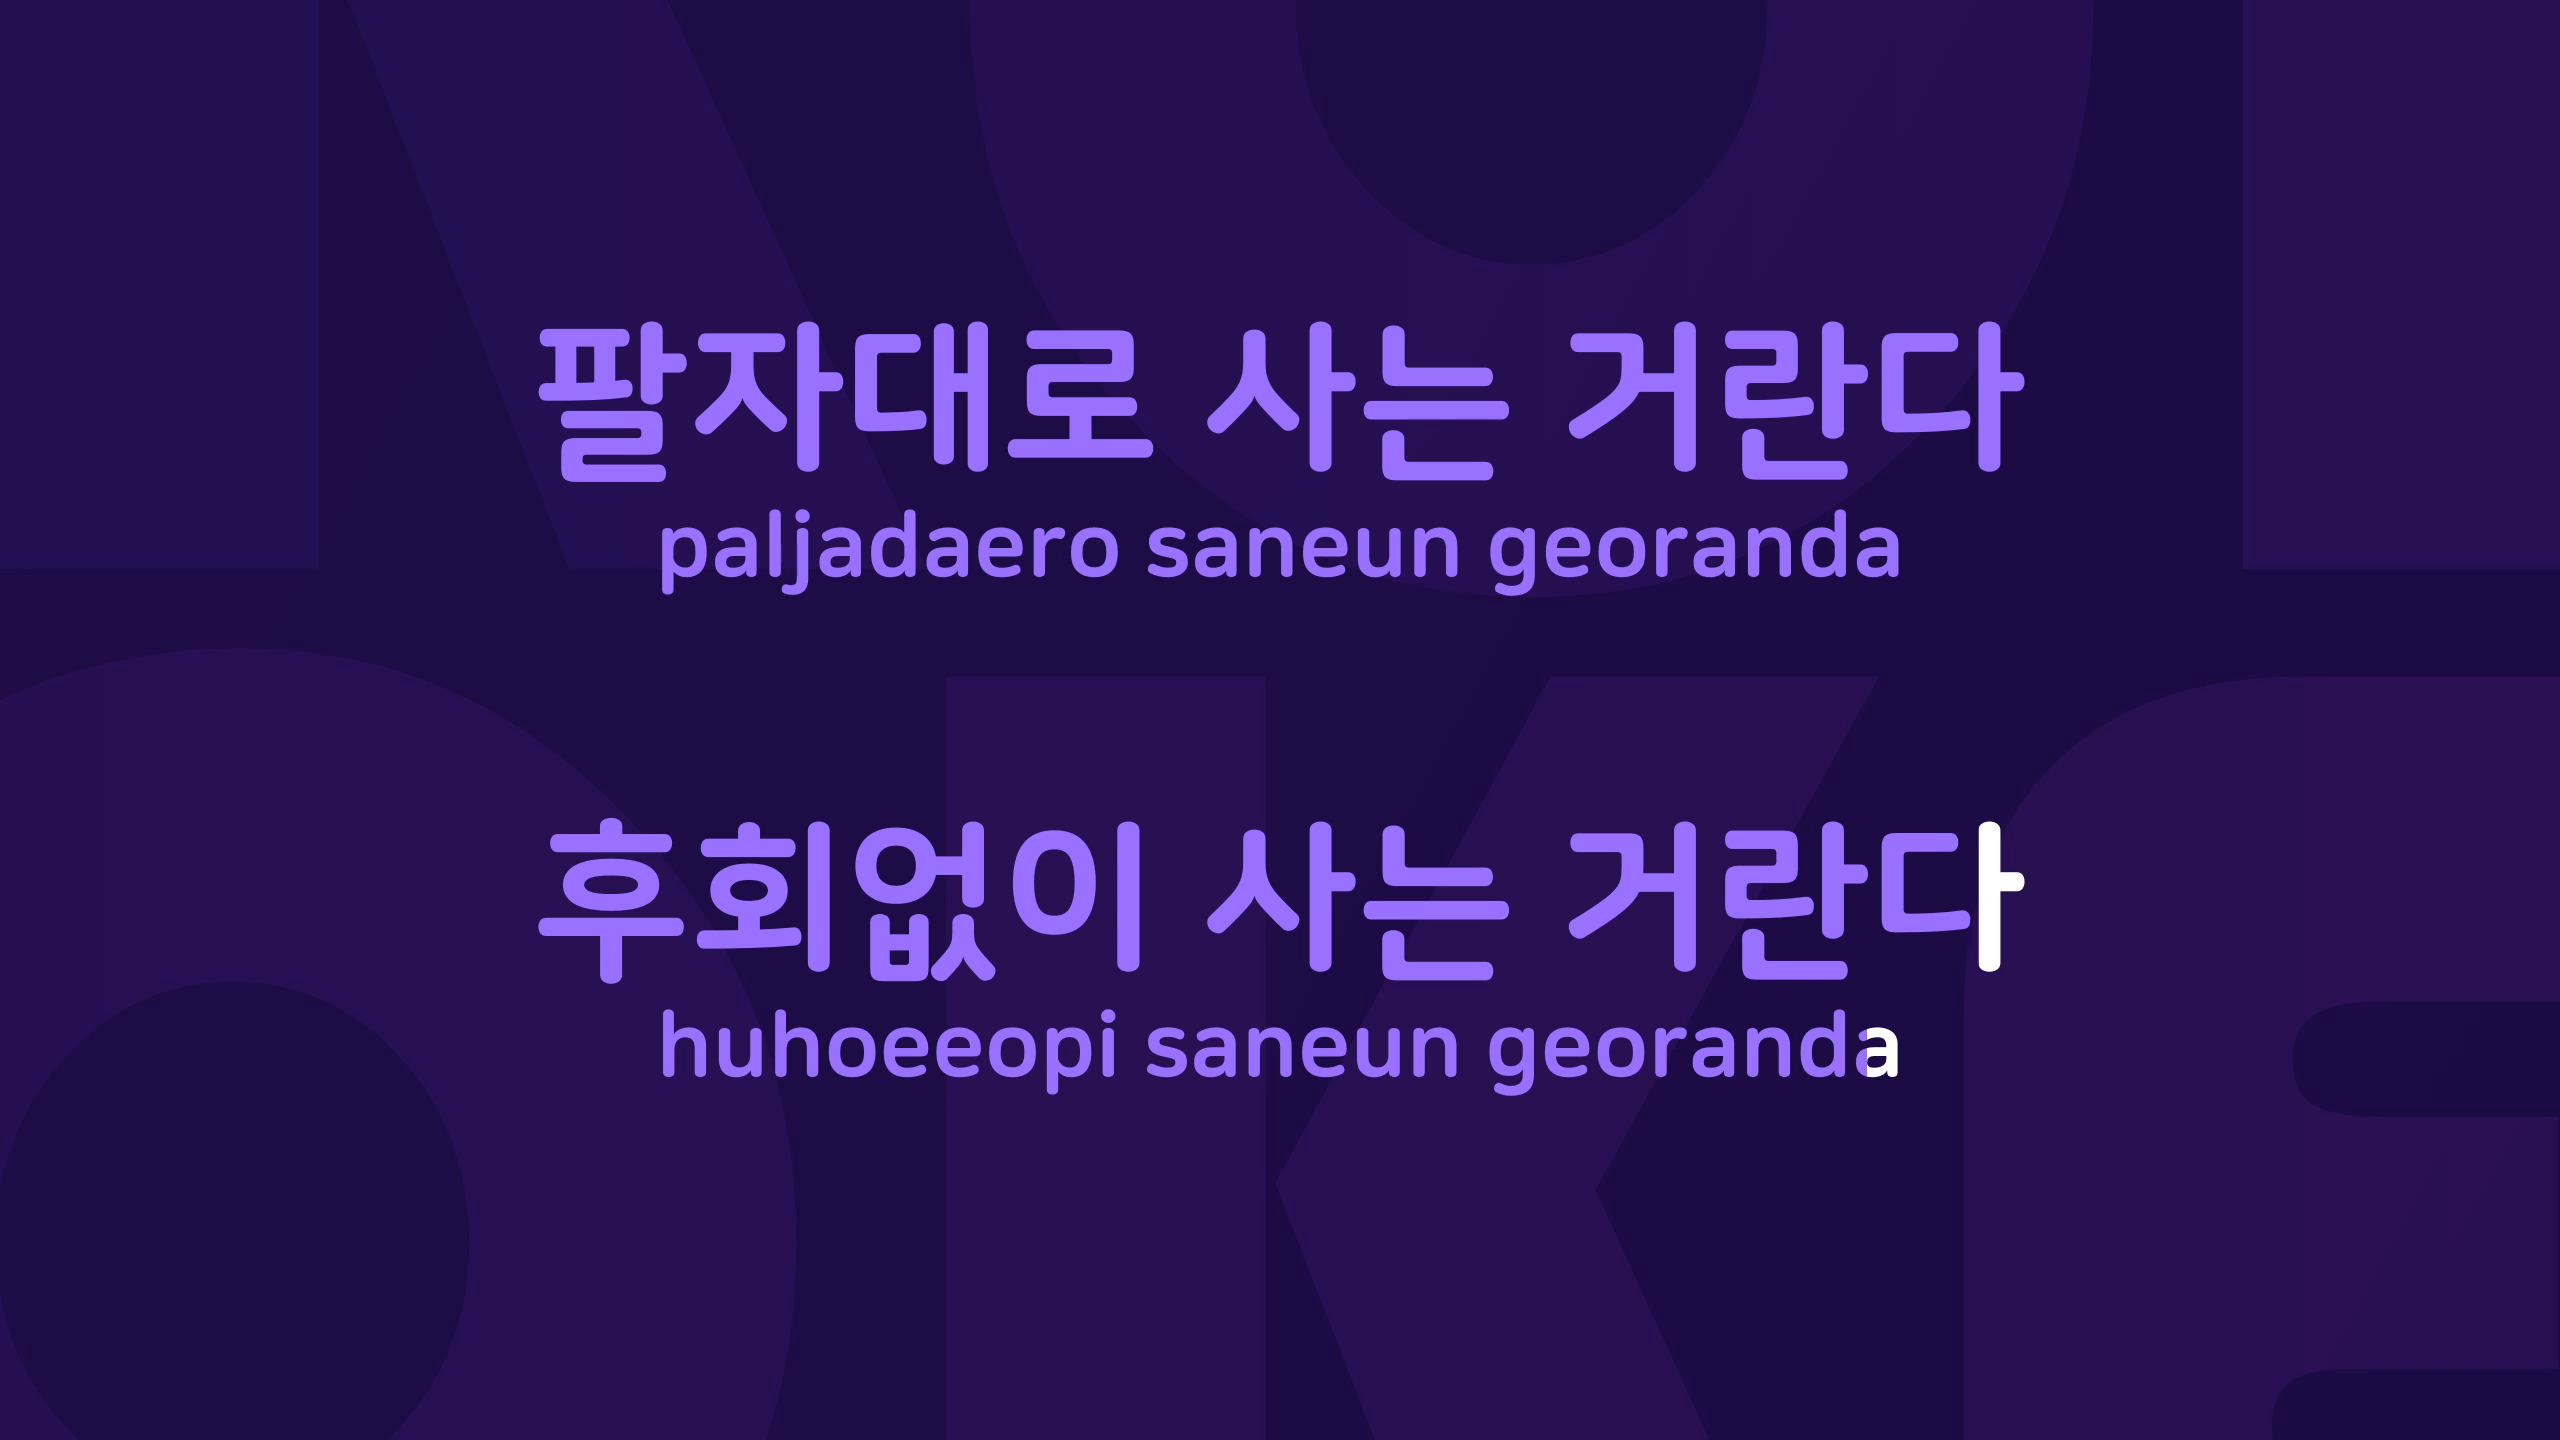 팔자대로 사는 거란다
paljadaero saneun georanda
후회없이 사는 거란다
huhoeeopi saneun georanda